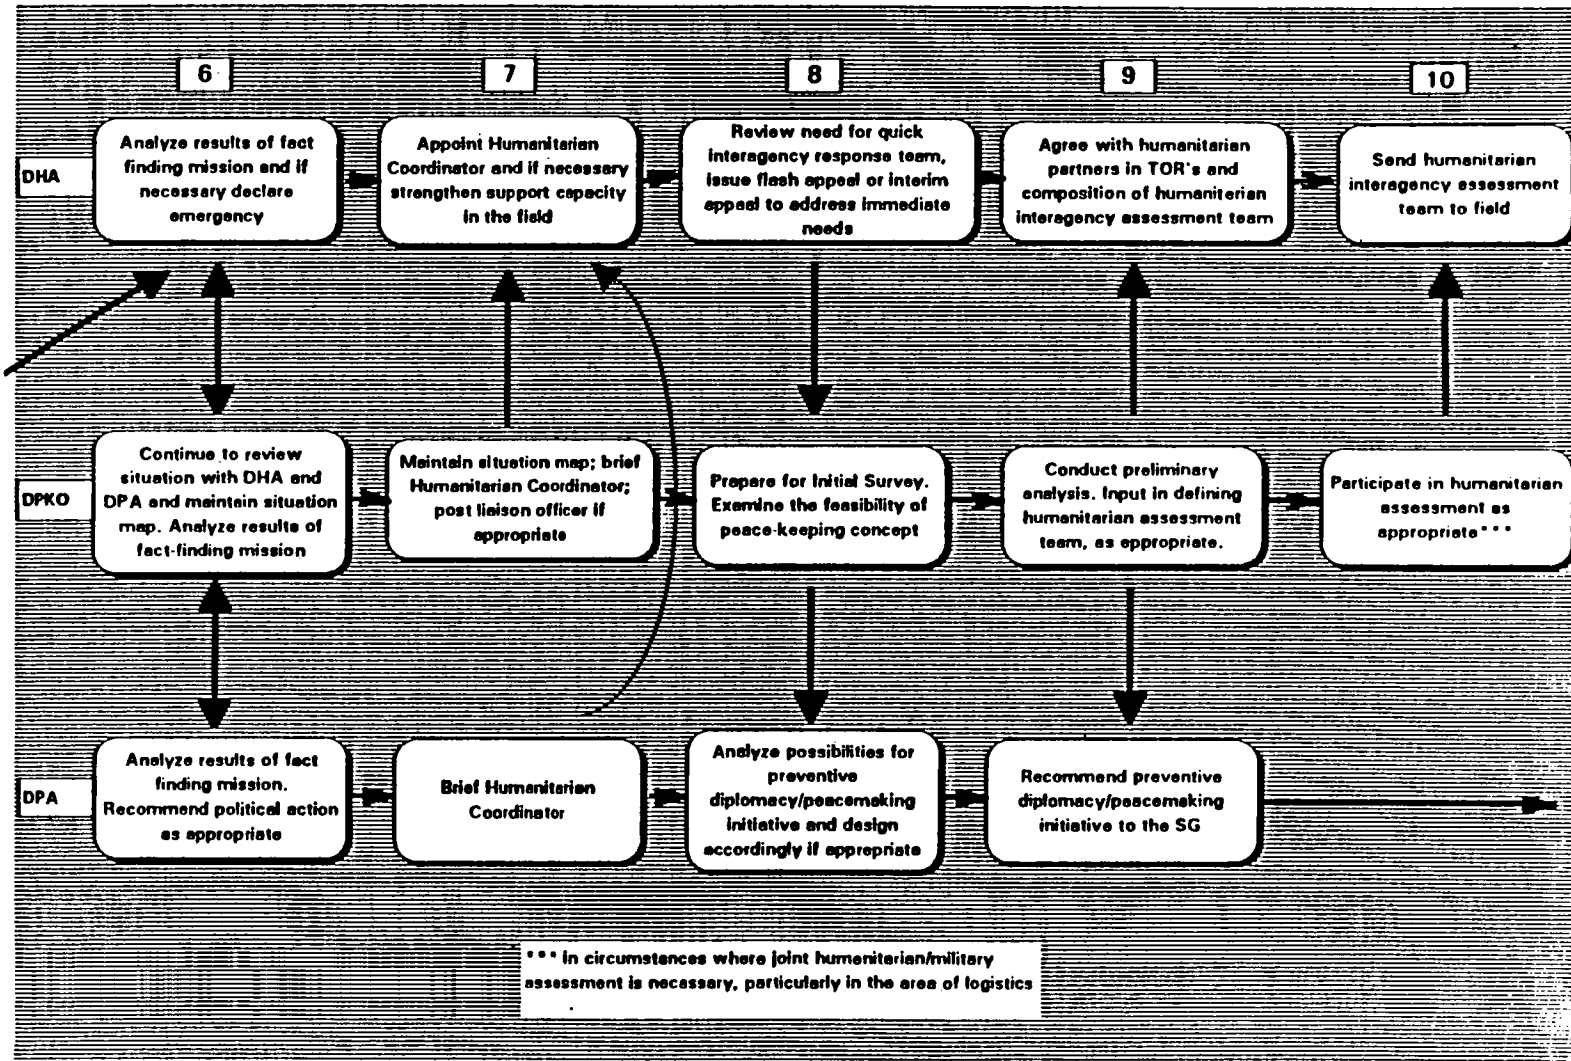 6
7
8
9
10
DHA
Analyze results of fact
finding mission and if
necessary declare
emergency
Appoint Humanitarian
Coordinator and if necessary
strengthen support capacity
in the field
Review need for quick
interagency response team,
issue flash appeal or interim
appeal to address immediate
needs
Agree with humanitarian
partners in TOR's and
composition of humanitarian
interagency assessment team
Send humanitarian
interagency assessment
team to field
DPKO
Continue to review
situation with DHA and
DPA and maintain situation
map. Analyze results of
fact-finding mission
Maintain situation map; brief
Humanitarian Coordinator;
post liaison officer if
appropriate
Prepare for Initial Survey.
Examine the feasibility of
peace-keeping concept
Conduct preliminary
analysis. Input in defining
humanitarian assessment
team, as appropriate.
Participate in humanitarian
assessment as
appropriate***
DPA
Analyze results of fact
finding mission.
Recommend political action
as appropriate
Brief Humanitarian
Coordinator
Analyze possibilities for
preventive
diplomacy/peacemaking
initiative and design
accordingly if appropriate
Recommend preventive
diplomacy/peacemaking
initiative to the SG
*** In circumstances where joint humanitarian/military
assessment is necessary, particularly in the area of logistics